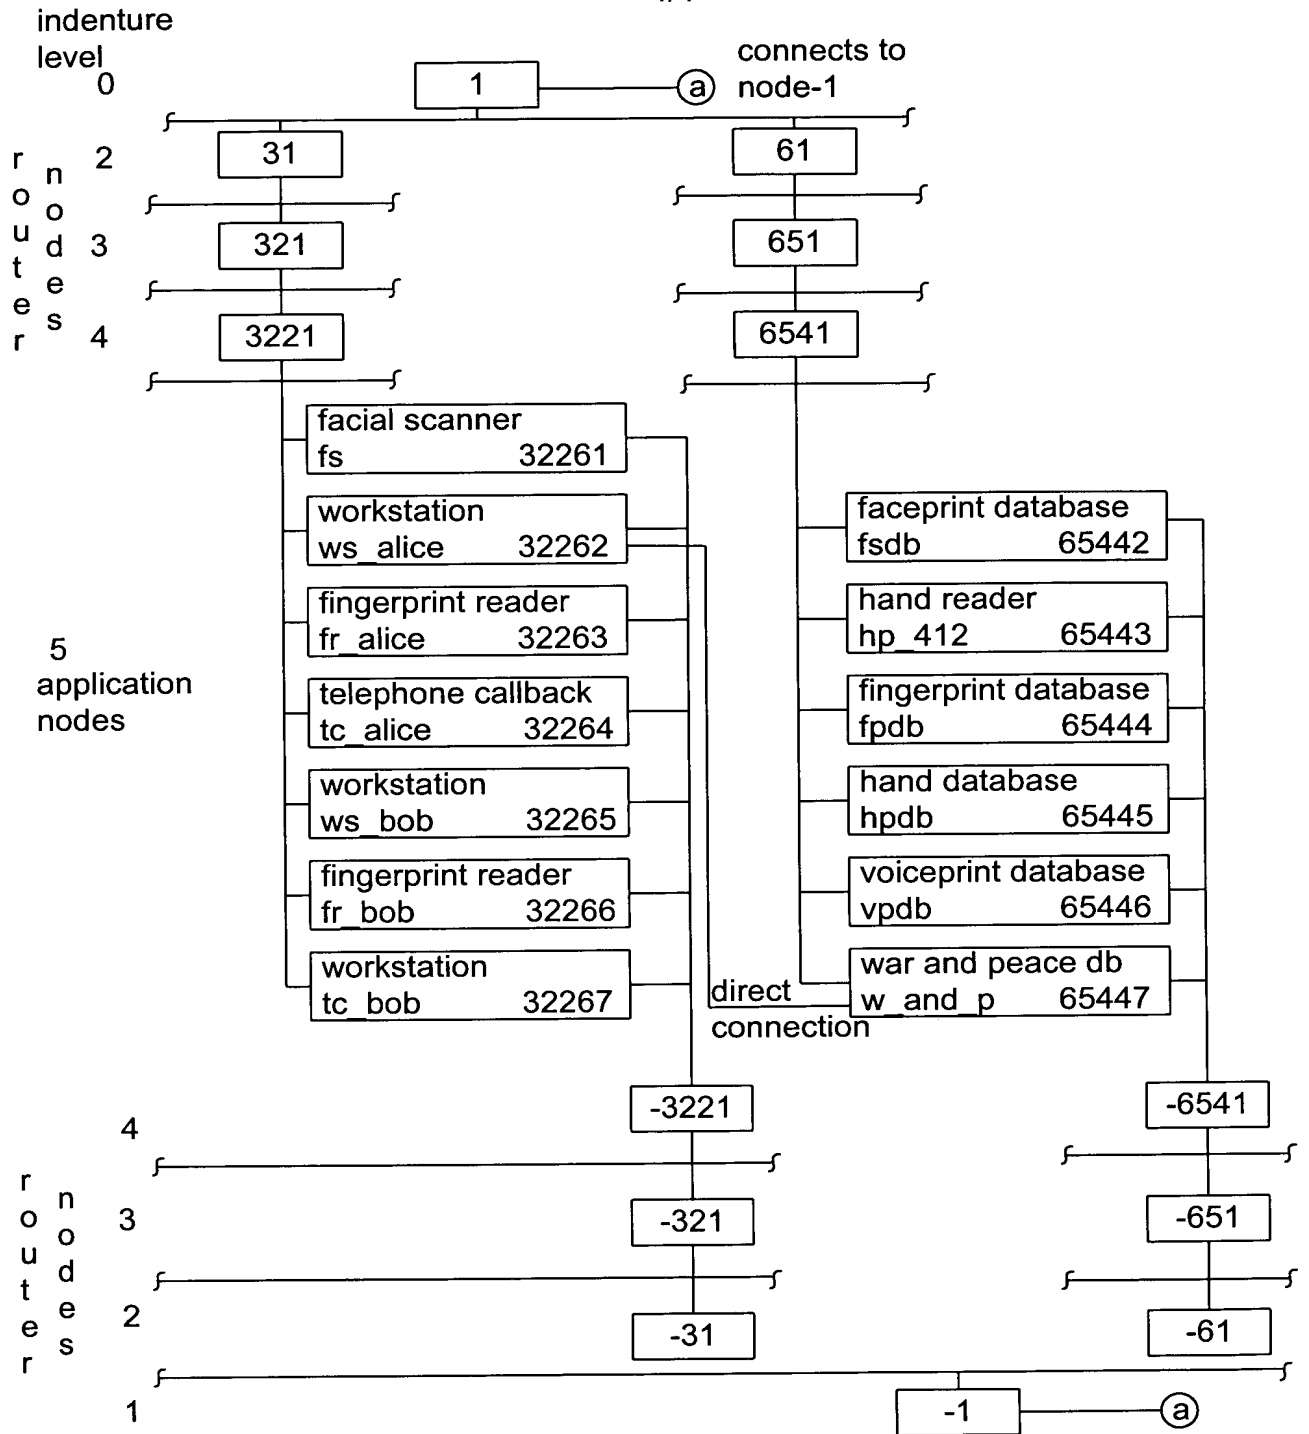 indenture
level
0
1
a
connects to
node-1
router
nodes
2
31
61
3
321
651
4
3221
6541
facial scanner
fs 32261
workstation
ws_alice 32262
fingerprint reader
fr_alice 32263
telephone callback
tc_alice 32264
workstation
ws_bob 32265
fingerprint reader
fr_bob 32266
workstation
tc_bob 32267
faceprint database
fsdb 65442
hand reader
hp_412 65443
fingerprint database
fpdb 65444
hand database
hpdb 65445
voiceprint database
vpdb 65446
war and peace db
w_and_p 65447
5
application
nodes
direct
connection
router
nodes
4
-3221
-6541
3
-321
-651
2
-31
-61
1
-1
a